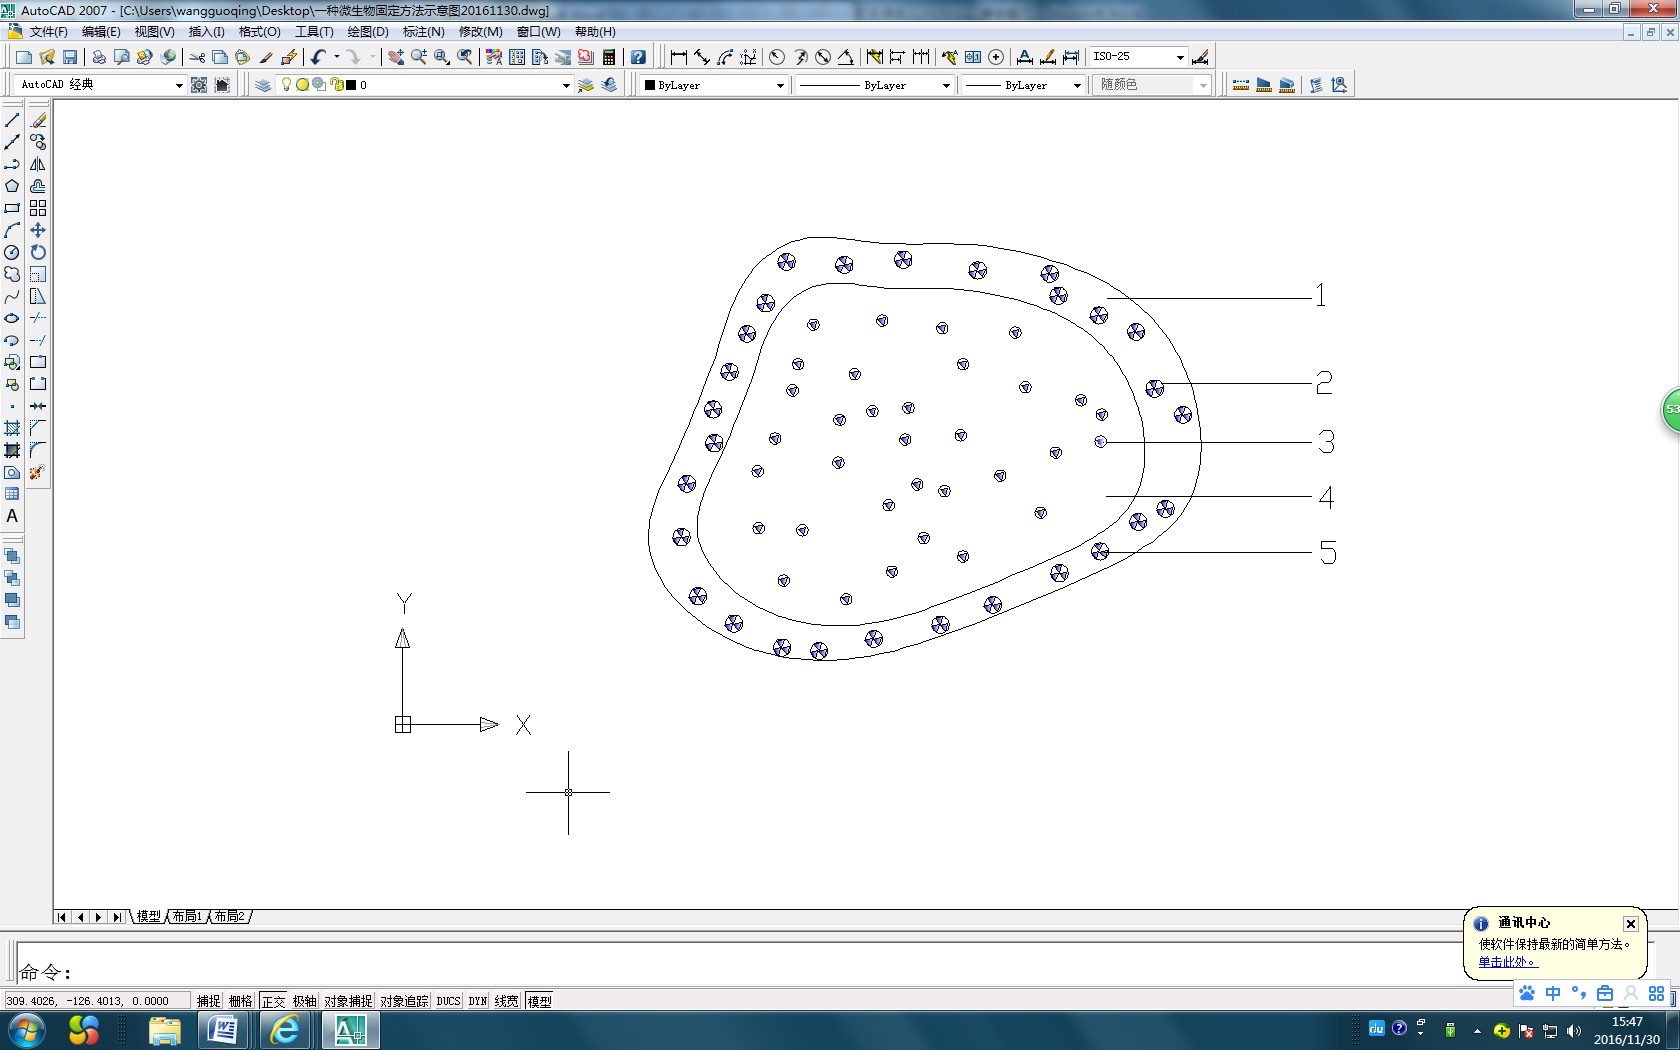 AutoCAD 2007 - [C:\Users\wangguoqing\Desktop\一种微生物固定方法示意图20161130.dwg]
文件(F) 编辑(E) 视图(V) 插入(I) 格式(O) 工具(T) 绘图(D) 标注(N) 修改(M) 窗口(W) 帮助(H)
ISO-25
AutoCAD 经典
0
ByLayer
ByLayer
ByLayer
随颜色
A
1
2
3
4
5
53
Y
X
模型 布局1 布局2
通讯中心
使软件保持最新的简单方法。
单击此处。
命令:
309.4026, -126.4013, 0.0000
捕捉 栅格 正交 极轴 对象捕捉 对象追踪 DUCS DYN 线宽 模型
中
15:47
2016/11/30